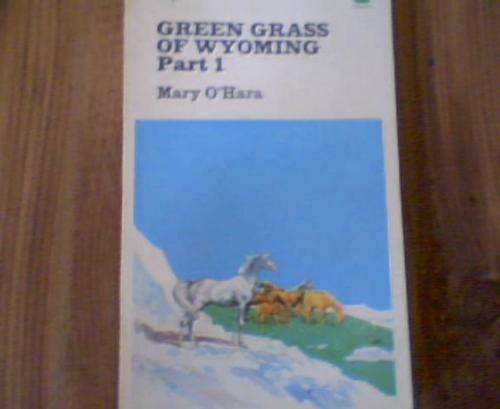 GREEN GRASS
OF WYOMING
Part 1
Mary O'Hara